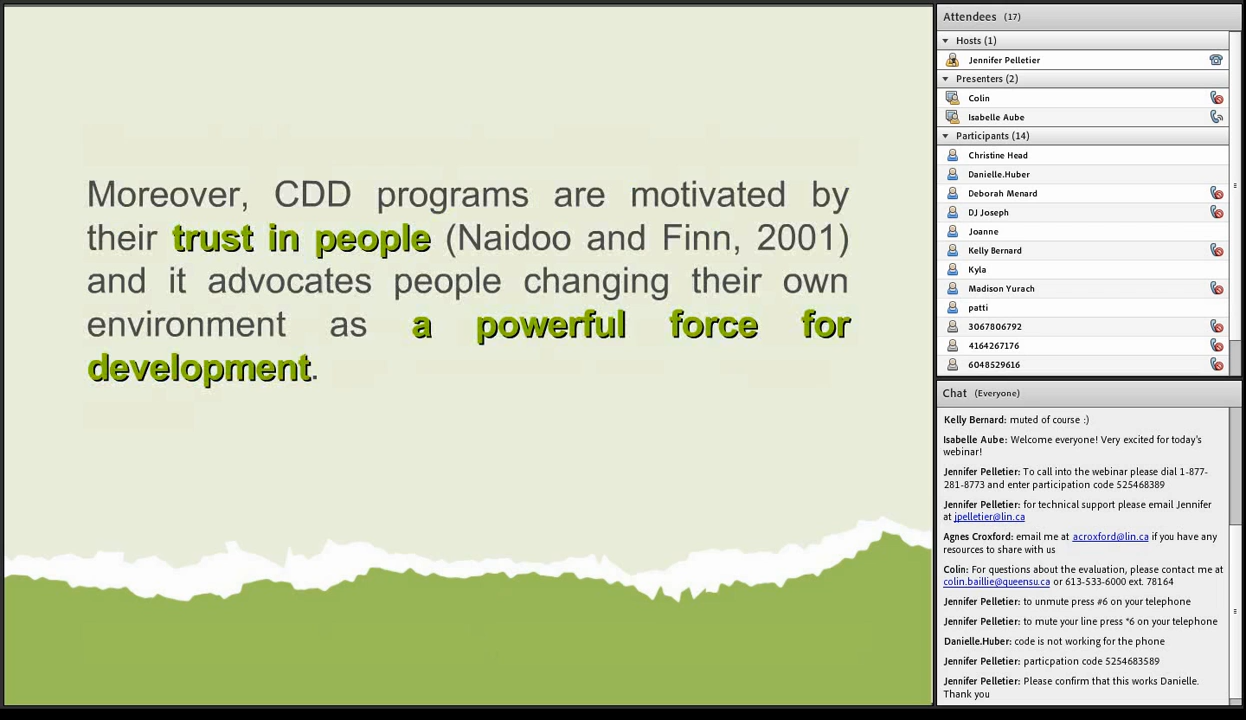 Moreover, CDD programs are motivated by
their trust in people (Naidoo and Finn, 2001)
and it advocates people changing their own
environment as a powerful force for
development.
Attendees (17)
Hosts (1)
Jennifer Pelletier
Presenters (2)
Colin
Isabelle Aube
Participants (14)
Christine Head
Danielle.Huber
Deborah Menard
DJ Joseph
Joanne
Kelly Bernard
Kyla
Madison Yurach
patti
3067806792
4164267176
6048529616
Chat (Everyone)
Kelly Bernard: muted of course :)
Isabelle Aube: Welcome everyone! Very excited for today's
webinar!
Jennifer Pelletier: To call into the webinar please dial 1-877-
281-8773 and enter participation code 525468389
Jennifer Pelletier: for technical support please email Jennifer
at jpelletier@lin.ca
Agnes Croxford: email me at acroxford@lin.ca if you have any
resources to share with us
Colin: For questions about the evaluation, please contact me at
colin.baillie@queensu.ca or 613-533-6000 ext. 78164
Jennifer Pelletier: to unmute press #6 on your telephone
Jennifer Pelletier: to mute your line press *6 on your telephone
Danielle.Huber: code is not working for the phone
Jennifer Pelletier: particpation code 5254683589
Jennifer Pelletier: Please confirm that this works Danielle.
Thank you